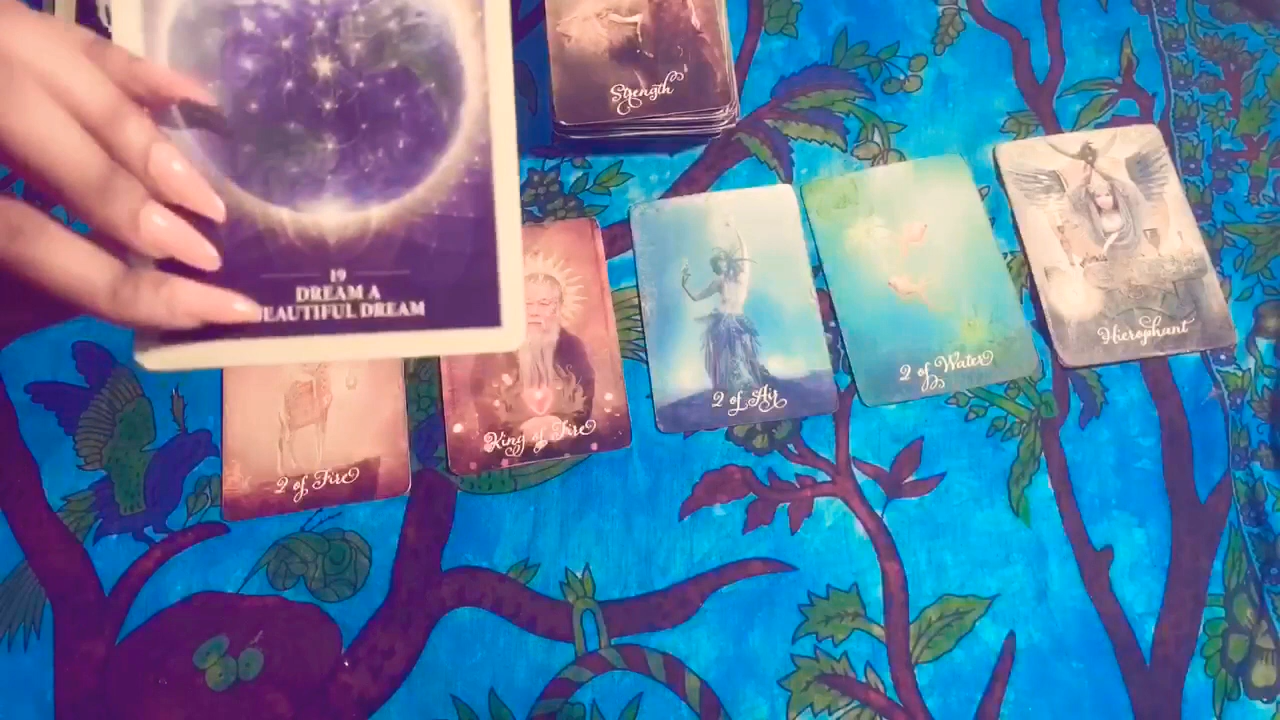 Strength
19
DREAM A
BEAUTIFUL DREAM
2 of Fire
King of Fire
2 of Air
2 of Water
Hierophant